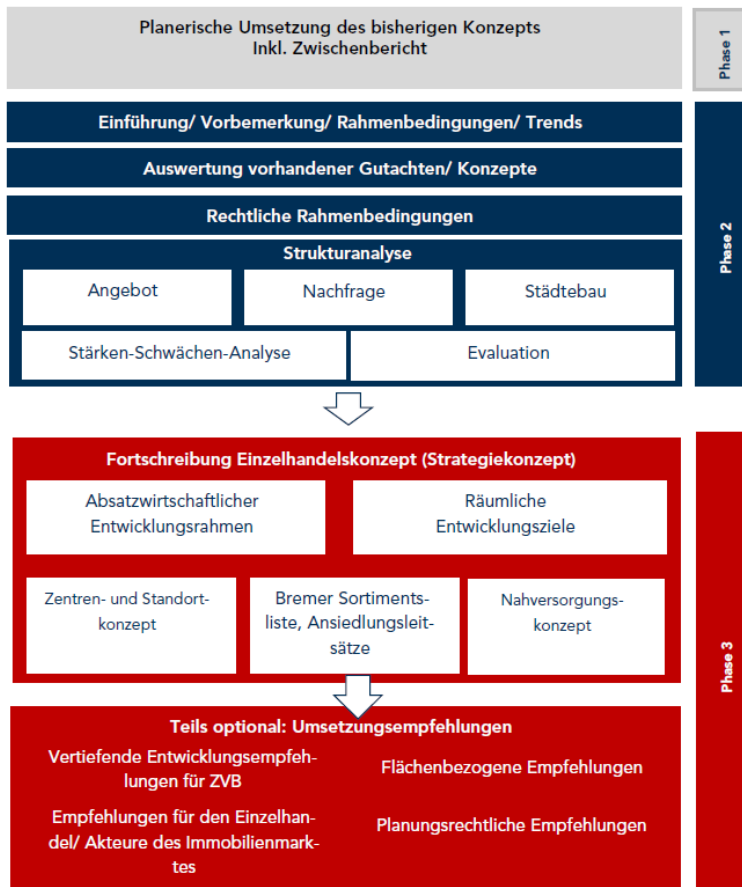 Planerische Umsetzung des bisherigen Konzepts
Inkl. Zwischenbericht
Phase 1
Einführung/ Vorbemerkung/ Rahmenbedingungen/ Trends
Auswertung vorhandener Gutachten/ Konzepte
Rechtliche Rahmenbedingungen
Strukturanalyse
Angebot
Nachfrage
Städtebau
Stärken-Schwächen-Analyse
Evaluation
Phase 2
Fortschreibung Einzelhandelskonzept (Strategiekonzept)
Absatzwirtschaftlicher
Entwicklungsrahmen
Räumliche
Entwicklungsziele
Zentren- und Standort-
konzept
Bremer Sortiments-
liste, Ansiedlungsleit-
sätze
Nahversorgungs-
konzept
Teils optional: Umsetzungsempfehlungen
Vertiefende Entwicklungsempfeh-
lungen für ZVB
Flächenbezogene Empfehlungen
Empfehlungen für den Einzelhan-
del/ Akteure des Immobilienmark-
tes
Planungsrechtliche Empfehlungen
Phase 3